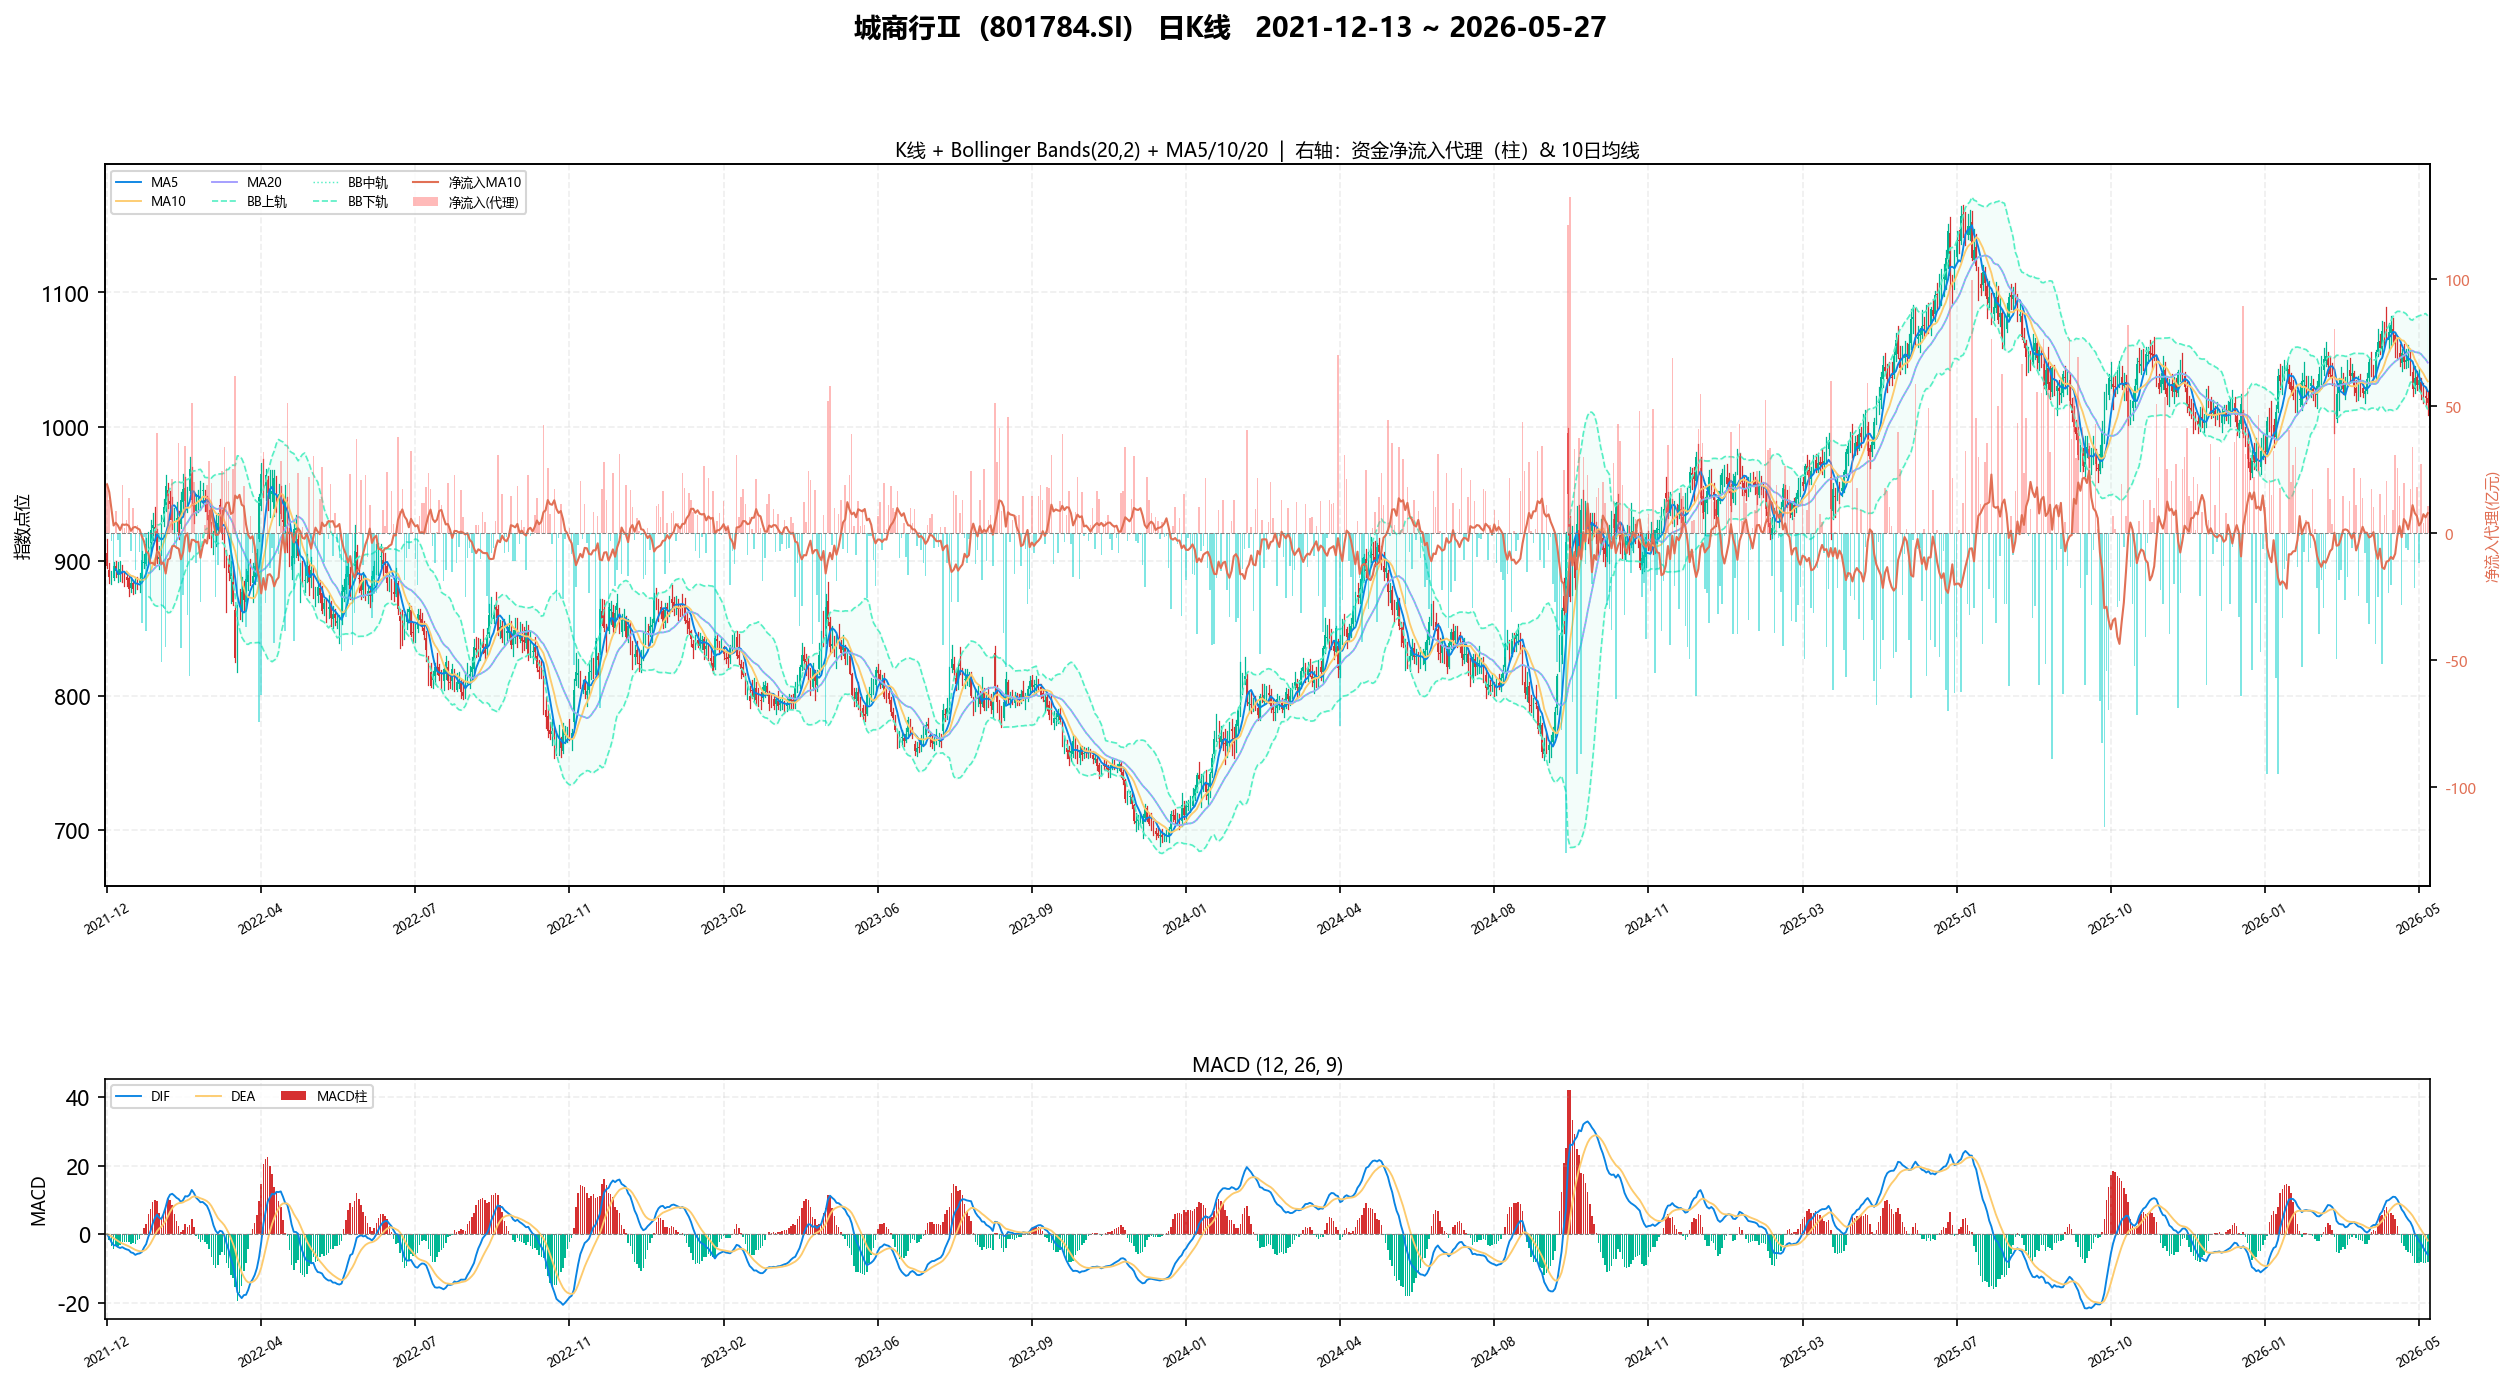 城商行Ⅱ (801784.SI) 日K线 2021-12-13 ~ 2026-05-27
K线 + Bollinger Bands(20,2) + MA5/10/20 | 右轴：资金净流入代理（柱）& 10日均线
MA5 MA20 BB中轨 净流入MA10
MA10 BB上轨 BB下轨 净流入(代理)
指数点位
1100
1000
900
800
700
100
50
0
-50
-100
净流入代理(亿元)
2021-12 2022-04 2022-07 2022-11 2023-02 2023-06 2023-09 2024-01 2024-04 2024-08 2024-11 2025-03 2025-07 2025-10 2026-01 2026-05
MACD (12, 26, 9)
DIF DEA MACD柱
MACD
40
20
0
-20
2021-12 2022-04 2022-07 2022-11 2023-02 2023-06 2023-09 2024-01 2024-04 2024-08 2024-11 2025-03 2025-07 2025-10 2026-01 2026-05